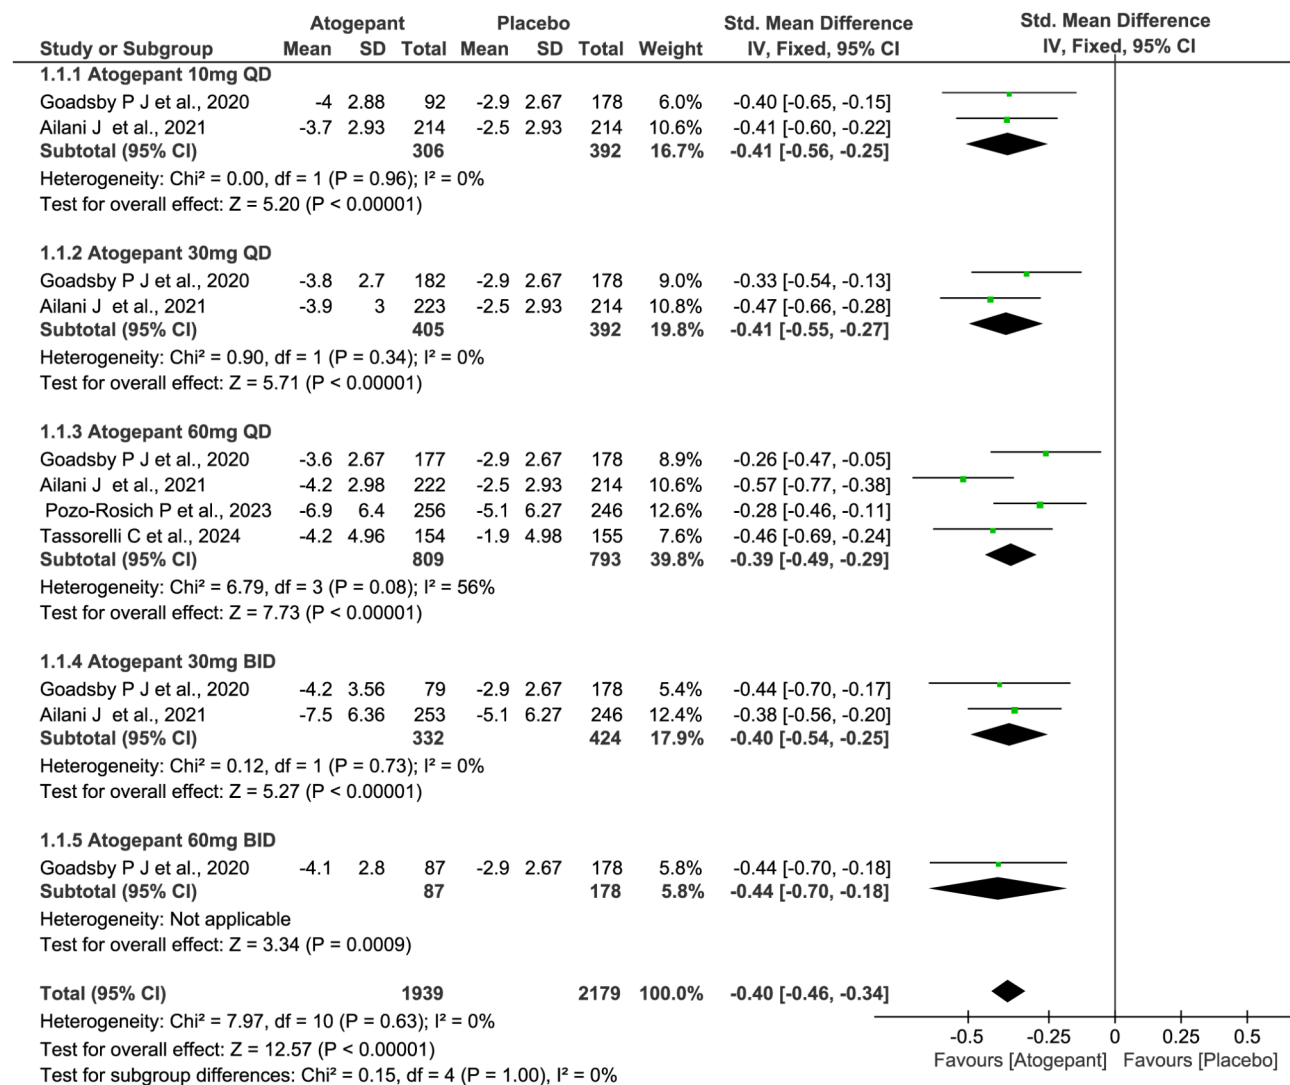 Atogepant Placebo Std. Mean Difference Std. Mean Difference
Study or Subgroup Mean SD Total Mean SD Total Weight IV, Fixed, 95% CI IV, Fixed, 95% CI
1.1.1 Atogepant 10mg QD
Goadsby P J et al., 2020 -4 2.88 92 -2.9 2.67 178 6.0% -0.40 [-0.65, -0.15]
Ailani J et al., 2021 -3.7 2.93 214 -2.5 2.93 214 10.6% -0.41 [-0.60, -0.22]
Subtotal (95% CI) 306 392 16.7% -0.41 [-0.56, -0.25]
Heterogeneity: Chi² = 0.00, df = 1 (P = 0.96); I² = 0%
Test for overall effect: Z = 5.20 (P < 0.00001)
1.1.2 Atogepant 30mg QD
Goadsby P J et al., 2020 -3.8 2.7 182 -2.9 2.67 178 9.0% -0.33 [-0.54, -0.13]
Ailani J et al., 2021 -3.9 3 223 -2.5 2.93 214 10.8% -0.47 [-0.66, -0.28]
Subtotal (95% CI) 405 392 19.8% -0.41 [-0.55, -0.27]
Heterogeneity: Chi² = 0.90, df = 1 (P = 0.34); I² = 0%
Test for overall effect: Z = 5.71 (P < 0.00001)
1.1.3 Atogepant 60mg QD
Goadsby P J et al., 2020 -3.6 2.67 177 -2.9 2.67 178 8.9% -0.26 [-0.47, -0.05]
Ailani J et al., 2021 -4.2 2.98 222 -2.5 2.93 214 10.6% -0.57 [-0.77, -0.38]
Pozo-Rosich P et al., 2023 -6.9 6.4 256 -5.1 6.27 246 12.6% -0.28 [-0.46, -0.11]
Tassorelli C et al., 2024 -4.2 4.96 154 -1.9 4.98 155 7.6% -0.46 [-0.69, -0.24]
Subtotal (95% CI) 809 793 39.8% -0.39 [-0.49, -0.29]
Heterogeneity: Chi² = 6.79, df = 3 (P = 0.08); I² = 56%
Test for overall effect: Z = 7.73 (P < 0.00001)
1.1.4 Atogepant 30mg BID
Goadsby P J et al., 2020 -4.2 3.56 79 -2.9 2.67 178 5.4% -0.44 [-0.70, -0.17]
Ailani J et al., 2021 -7.5 6.36 253 -5.1 6.27 246 12.4% -0.38 [-0.56, -0.20]
Subtotal (95% CI) 332 424 17.9% -0.40 [-0.54, -0.25]
Heterogeneity: Chi² = 0.12, df = 1 (P = 0.73); I² = 0%
Test for overall effect: Z = 5.27 (P < 0.00001)
1.1.5 Atogepant 60mg BID
Goadsby P J et al., 2020 -4.1 2.8 87 -2.9 2.67 178 5.8% -0.44 [-0.70, -0.18]
Subtotal (95% CI) 87 178 5.8% -0.44 [-0.70, -0.18]
Heterogeneity: Not applicable
Test for overall effect: Z = 3.34 (P = 0.0009)
Total (95% CI) 1939 2179 100.0% -0.40 [-0.46, -0.34]
Heterogeneity: Chi² = 7.97, df = 10 (P = 0.63); I² = 0%
Test for overall effect: Z = 12.57 (P < 0.00001)
Test for subgroup differences: Chi² = 0.15, df = 4 (P = 1.00), I² = 0%
-0.5 -0.25 0 0.25 0.5
Favours [Atogepant] Favours [Placebo]